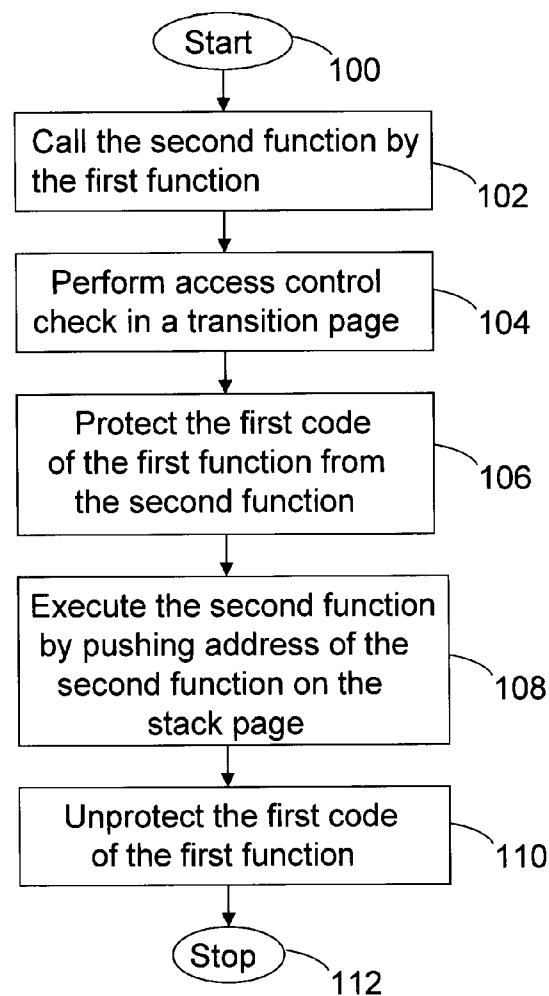 Start
100
Call the second function by
the first function
102
Perform access control
check in a transition page
104
Protect the first code
of the first function from
the second function
106
Execute the second function
by pushing address of the
second function on the
stack page
108
Unprotect the first code
of the first function
110
Stop
112